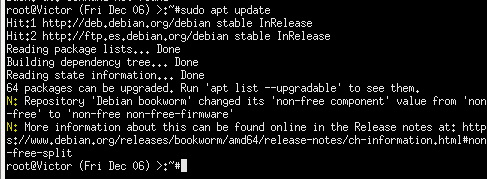 root@Victor (Fri Dec 06) >:~#sudo apt update
Hit:1 http://deb.debian.org/debian stable InRelease
Hit:2 http://ftp.es.debian.org/debian stable InRelease
Reading package lists... Done
Building dependency tree... Done
Reading state information... Done
64 packages can be upgraded. Run 'apt list --upgradable' to see them.
N: Repository 'Debian bookworm' changed its 'non-free component' value from 'non
-free' to 'non-free non-free-firmware'
N: More information about this can be found online in the Release notes at: http
s://www.debian.org/releases/bookworm/amd64/release-notes/ch-information.html#non
-free-split
root@Victor (Fri Dec 06) >:~#